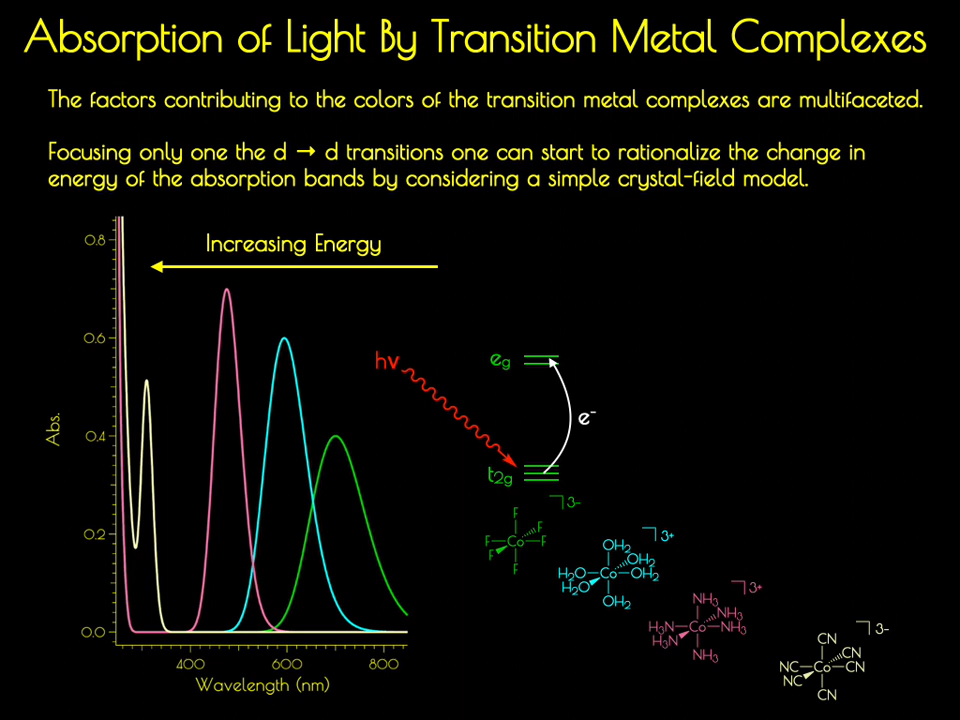 Absorption of Light By Transition Metal Complexes
The factors contributing to the colors of the transition metal complexes are multifaceted.
Focusing only one the d → d transitions one can start to rationalize the change in
energy of the absorption bands by considering a simple crystal-field model.
Increasing Energy
0.8
0.6
0.4
0.2
0.0
Abs.
400 600 800
Wavelength (nm)
hν
eg
e⁻
t2g
3-
F
F
F Co F
F
F
3+
OH₂
OH₂
H₂O Co OH₂
H₂O
OH₂
3+
NH₃
NH₃
H₃N Co NH₃
H₃N
NH₃
3-
CN
CN
NC Co CN
NC
CN